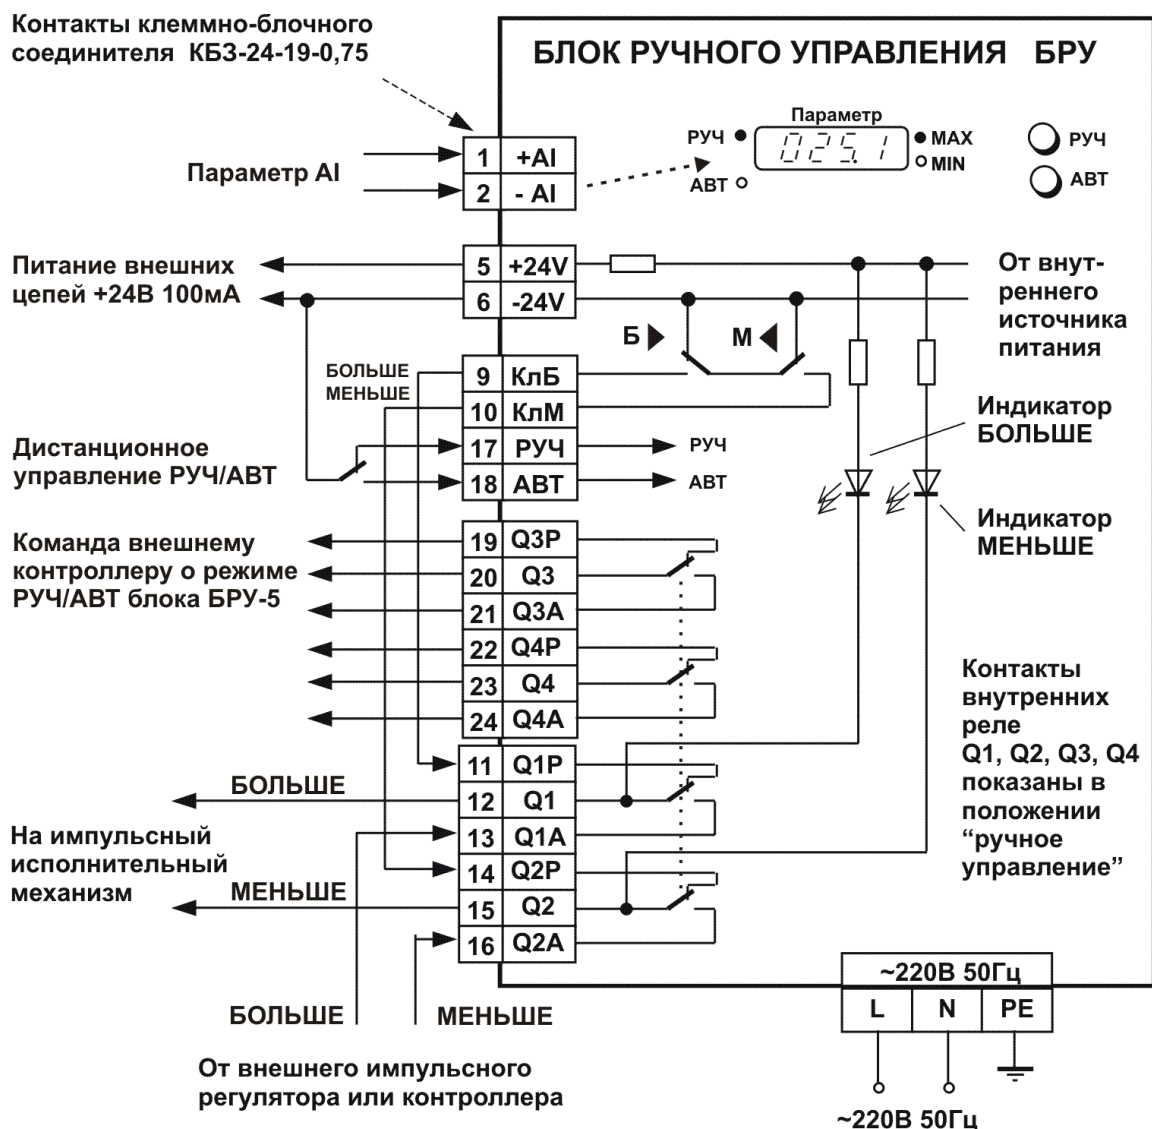 Контакты клеммно-блочного
соединителя КБЗ-24-19-0,75
БЛОК РУЧНОГО УПРАВЛЕНИЯ БРУ
Параметр
РУЧ
025.1
MAX
MIN
АВТ
РУЧ
АВТ
Параметр AI
1 +AI
2 - AI
Питание внешних
цепей +24В 100мА
5 +24V
6 -24V
От внут-
реннего
источника
питания
Б
М
БОЛЬШЕ
МЕНЬШЕ
9 КлБ
10 КлМ
17 РУЧ
18 АВТ
РУЧ
АВТ
Дистанционное
управление РУЧ/АВТ
Индикатор
БОЛЬШЕ
Индикатор
МЕНЬШЕ
Команда внешнему
контроллеру о режиме
РУЧ/АВТ блока БРУ-5
19 Q3P
20 Q3
21 Q3A
22 Q4P
23 Q4
24 Q4A
11 Q1P
12 Q1
13 Q1A
14 Q2P
15 Q2
16 Q2A
Контакты
внутренних
реле
Q1, Q2, Q3, Q4
показаны в
положении
“ручное
управление”
БОЛЬШЕ
На импульсный
исполнительный
механизм
МЕНЬШЕ
БОЛЬШЕ
МЕНЬШЕ
От внешнего импульсного
регулятора или контроллера
~220В 50Гц
L N PE
~220В 50Гц